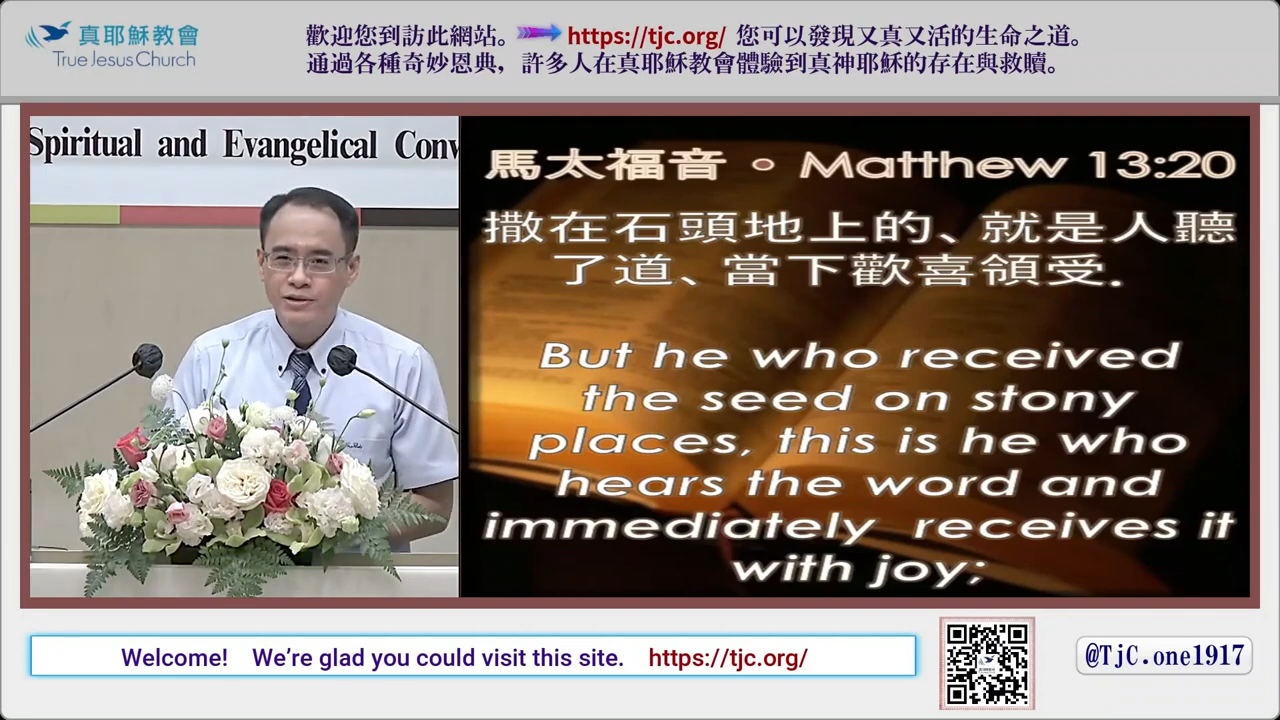 真耶穌教會
True Jesus Church
歡迎您到訪此網站。 https://tjc.org/ 您可以發現又真又活的生命之道。
通過各種奇妙恩典，許多人在真耶穌教會體驗到真神耶穌的存在與救贖。
Spiritual and Evangelical Conv
馬太福音 • Matthew 13:20
撒在石頭地上的、就是人聽
了道、當下歡喜領受.
But he who received
the seed on stony
places, this is he who
hears the word and
immediately receives it
with joy;
Welcome! We’re glad you could visit this site. https://tjc.org/
@TjC.one1917